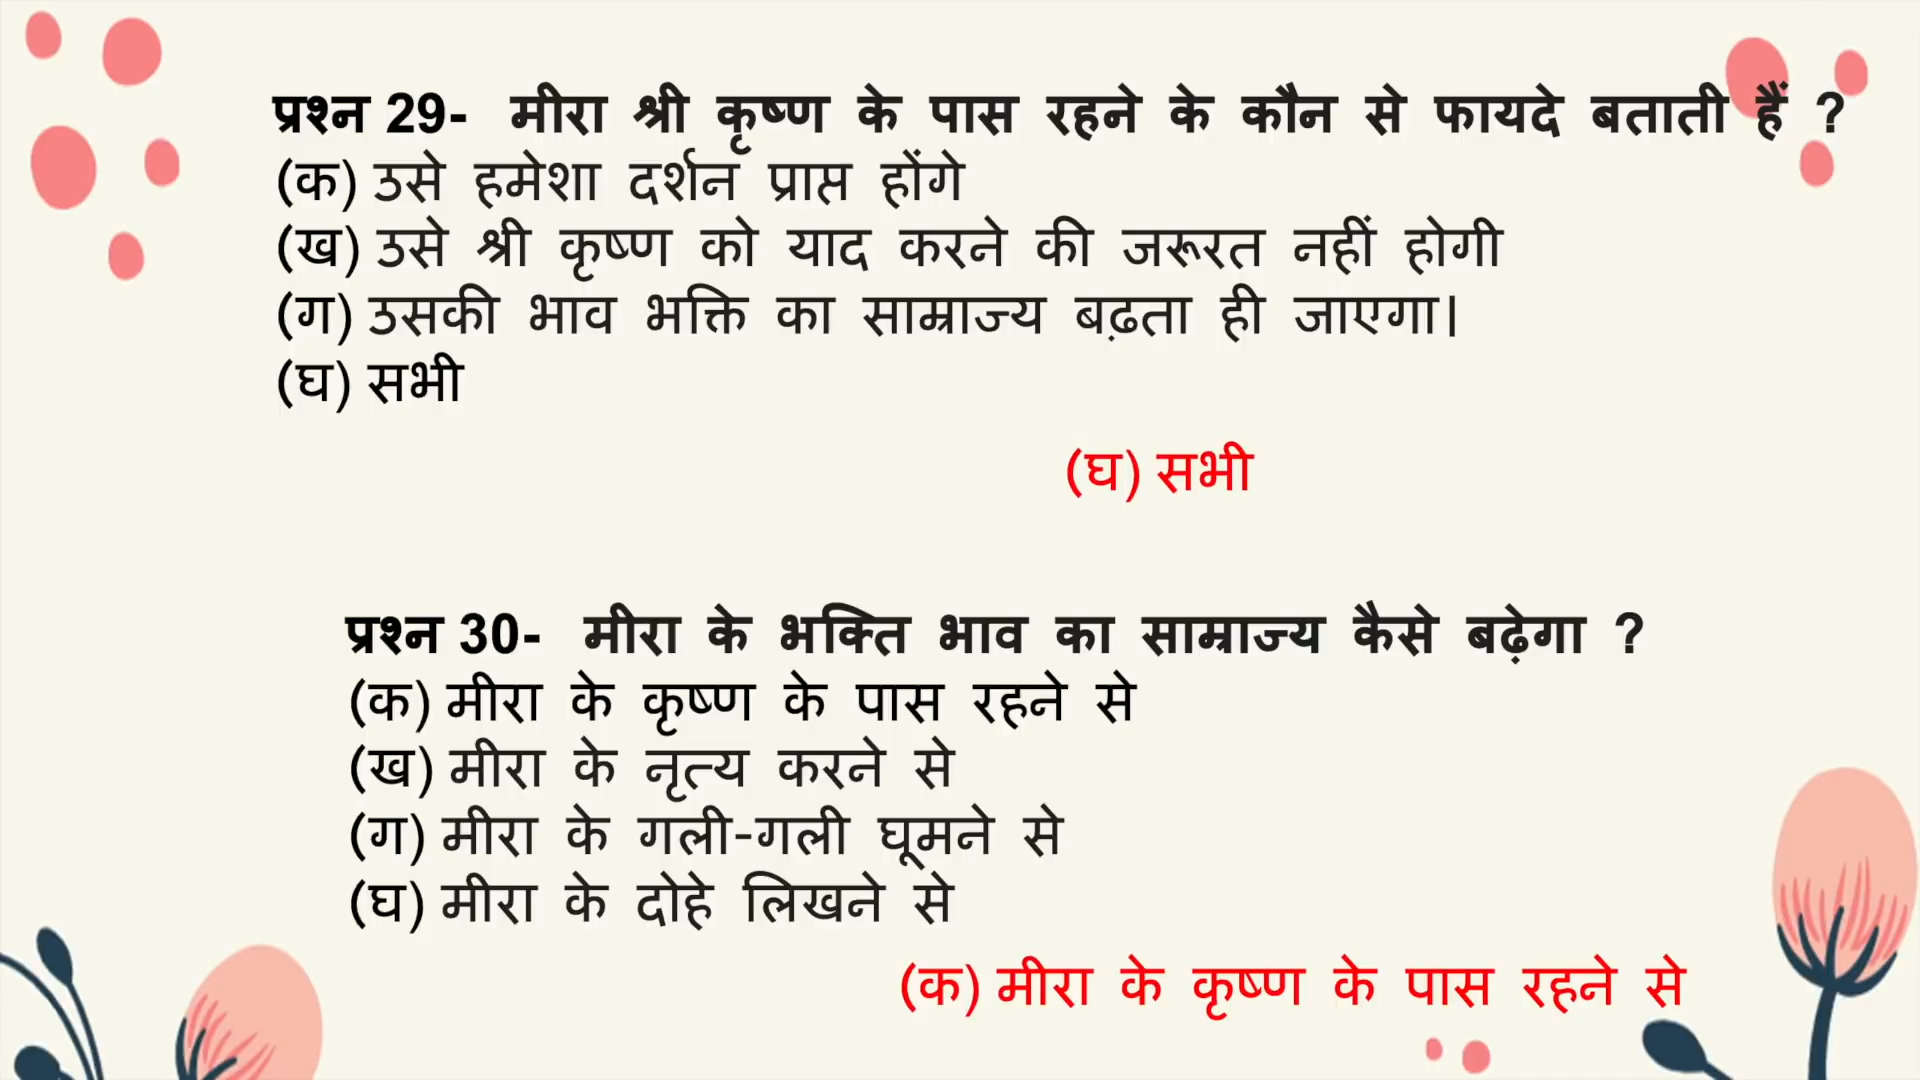 प्रश्न 29- मीरा श्री कृष्ण के पास रहने के कौन से फायदे बताती हैं ?
(क) उसे हमेशा दर्शन प्राप्त होंगे
(ख) उसे श्री कृष्ण को याद करने की जरूरत नहीं होगी
(ग) उसकी भाव भक्ति का साम्राज्य बढ़ता ही जाएगा।
(घ) सभी
(घ) सभी
प्रश्न 30- मीरा के भक्ति भाव का साम्राज्य कैसे बढ़ेगा ?
(क) मीरा के कृष्ण के पास रहने से
(ख) मीरा के नृत्य करने से
(ग) मीरा के गली-गली घूमने से
(घ) मीरा के दोहे लिखने से
(क) मीरा के कृष्ण के पास रहने से